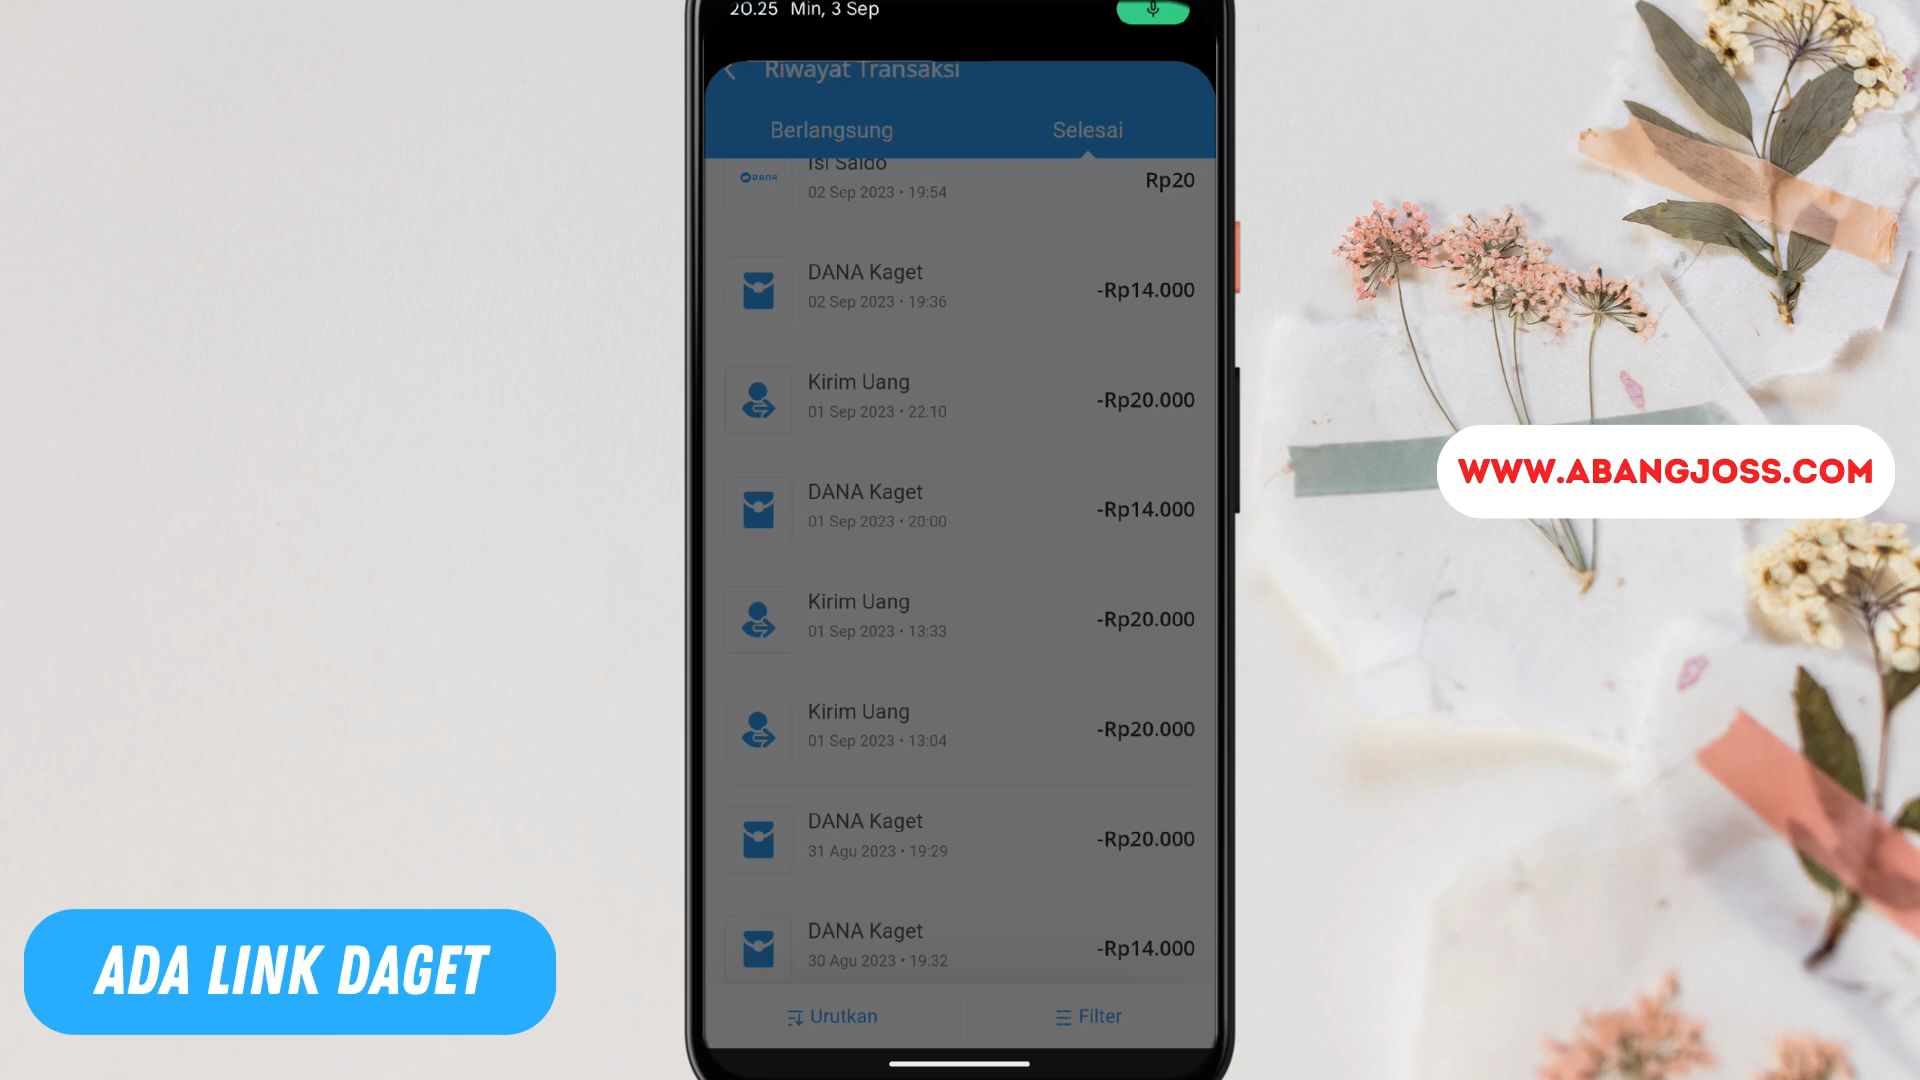 20.25 Min, 3 Sep
Riwayat Transaksi
Berlangsung
Selesai
Isi Saldo
DANA
02 Sep 2023 • 19:54
Rp20
DANA Kaget
02 Sep 2023 • 19:36
-Rp14.000
Kirim Uang
01 Sep 2023 • 22:10
-Rp20.000
DANA Kaget
01 Sep 2023 • 20:00
-Rp14.000
Kirim Uang
01 Sep 2023 • 13:33
-Rp20.000
Kirim Uang
01 Sep 2023 • 13:04
-Rp20.000
DANA Kaget
31 Agu 2023 • 19:29
-Rp20.000
DANA Kaget
30 Agu 2023 • 19:32
-Rp14.000
Urutkan
Filter
WWW.ABANGJOSS.COM
ADA LINK DAGET